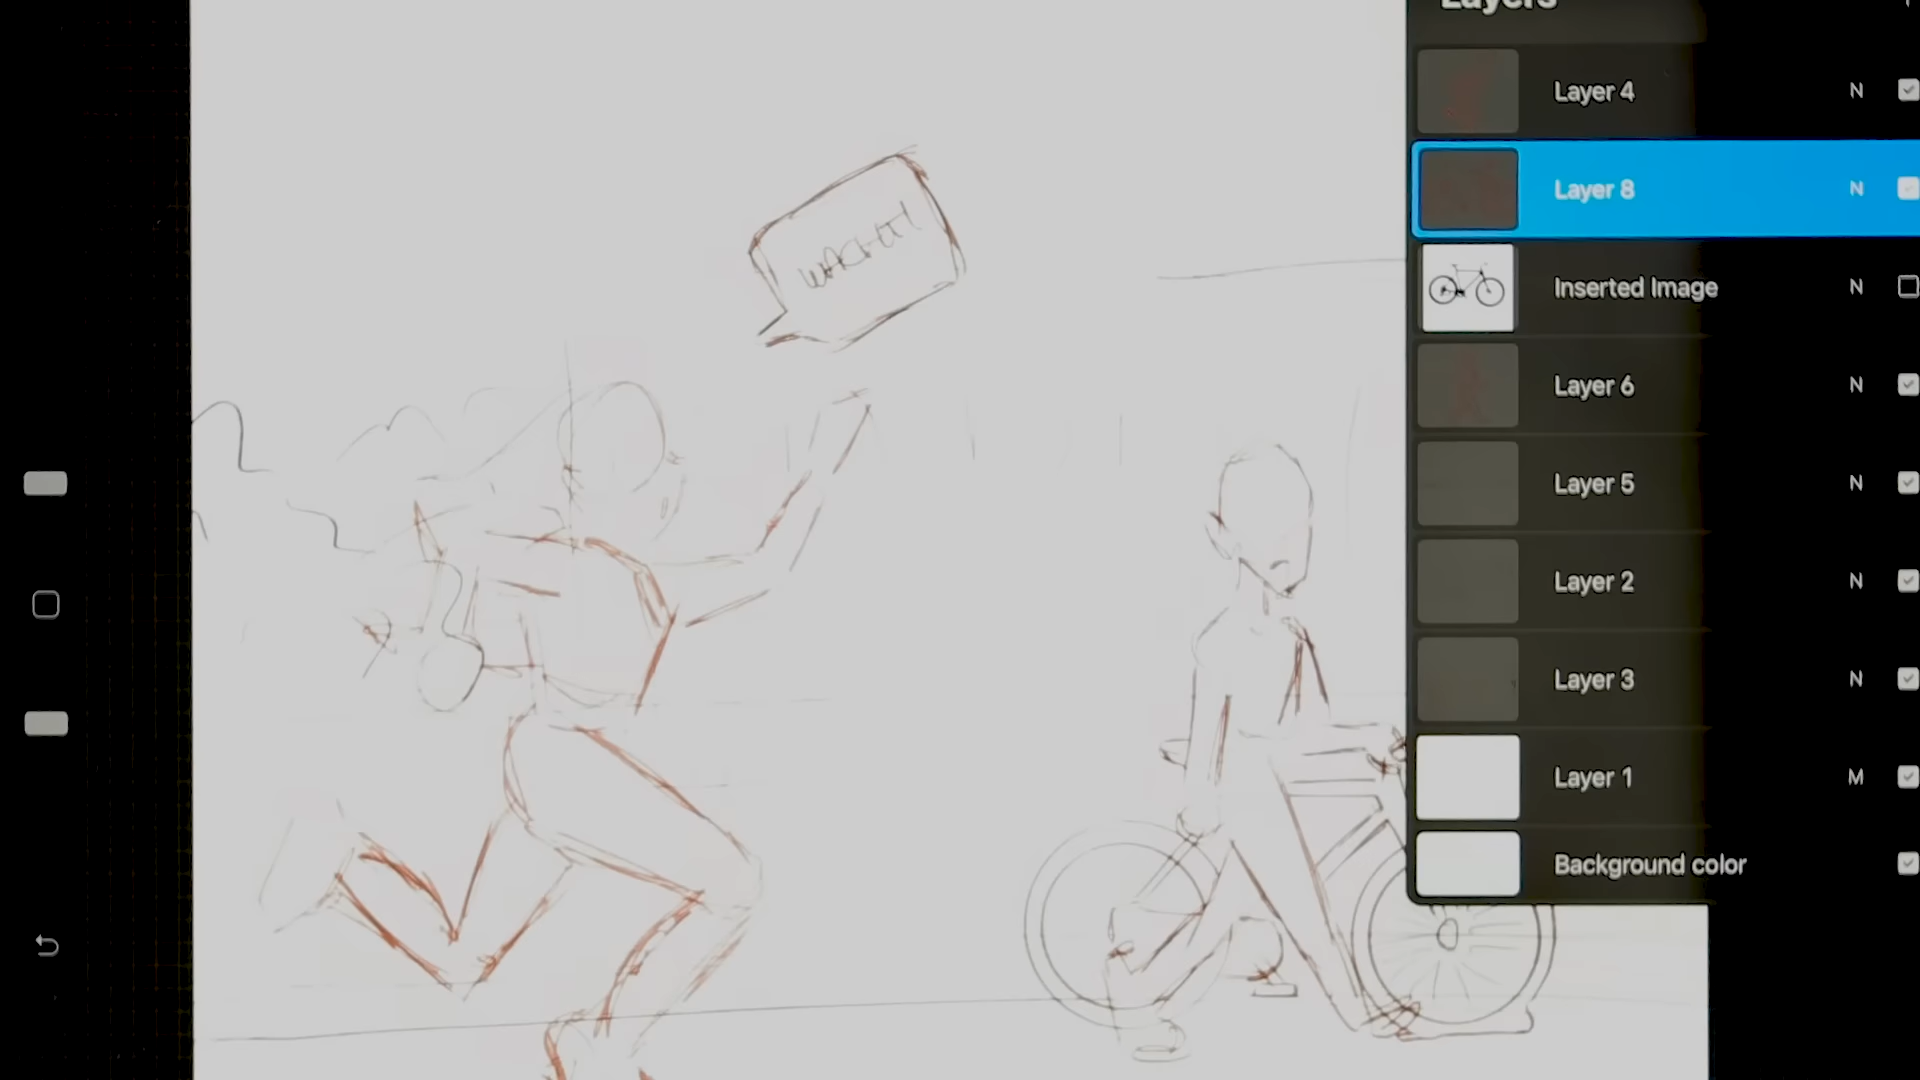 Layers
Layer 4 N
Layer 8 N
Inserted Image N
Layer 6 N
Layer 5 N
Layer 2 N
Layer 3 N
Layer 1 M
Background color